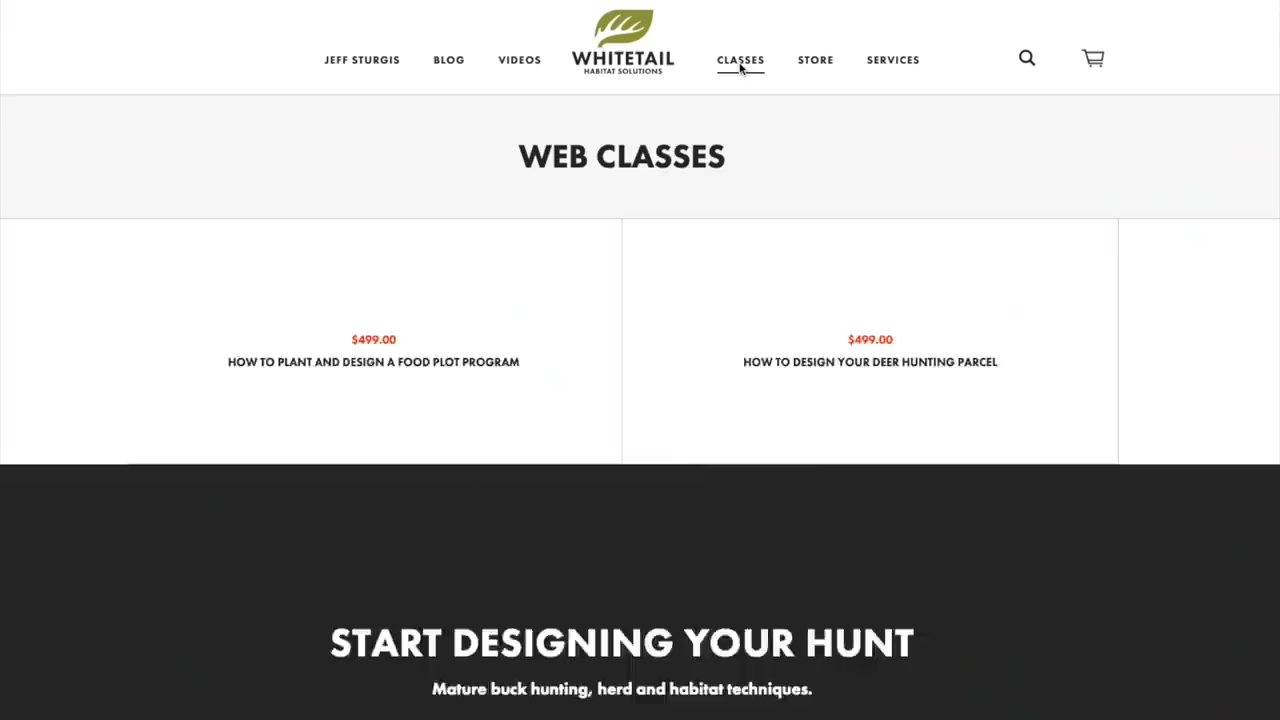 JEFF STURGIS BLOG VIDEOS WHITETAIL CLASSES STORE SERVICES
HABITAT SOLUTIONS
WEB CLASSES
$499.00 $499.00
HOW TO PLANT AND DESIGN A FOOD PLOT PROGRAM HOW TO DESIGN YOUR DEER HUNTING PARCEL
START DESIGNING YOUR HUNT
Mature buck hunting, herd and habitat techniques.